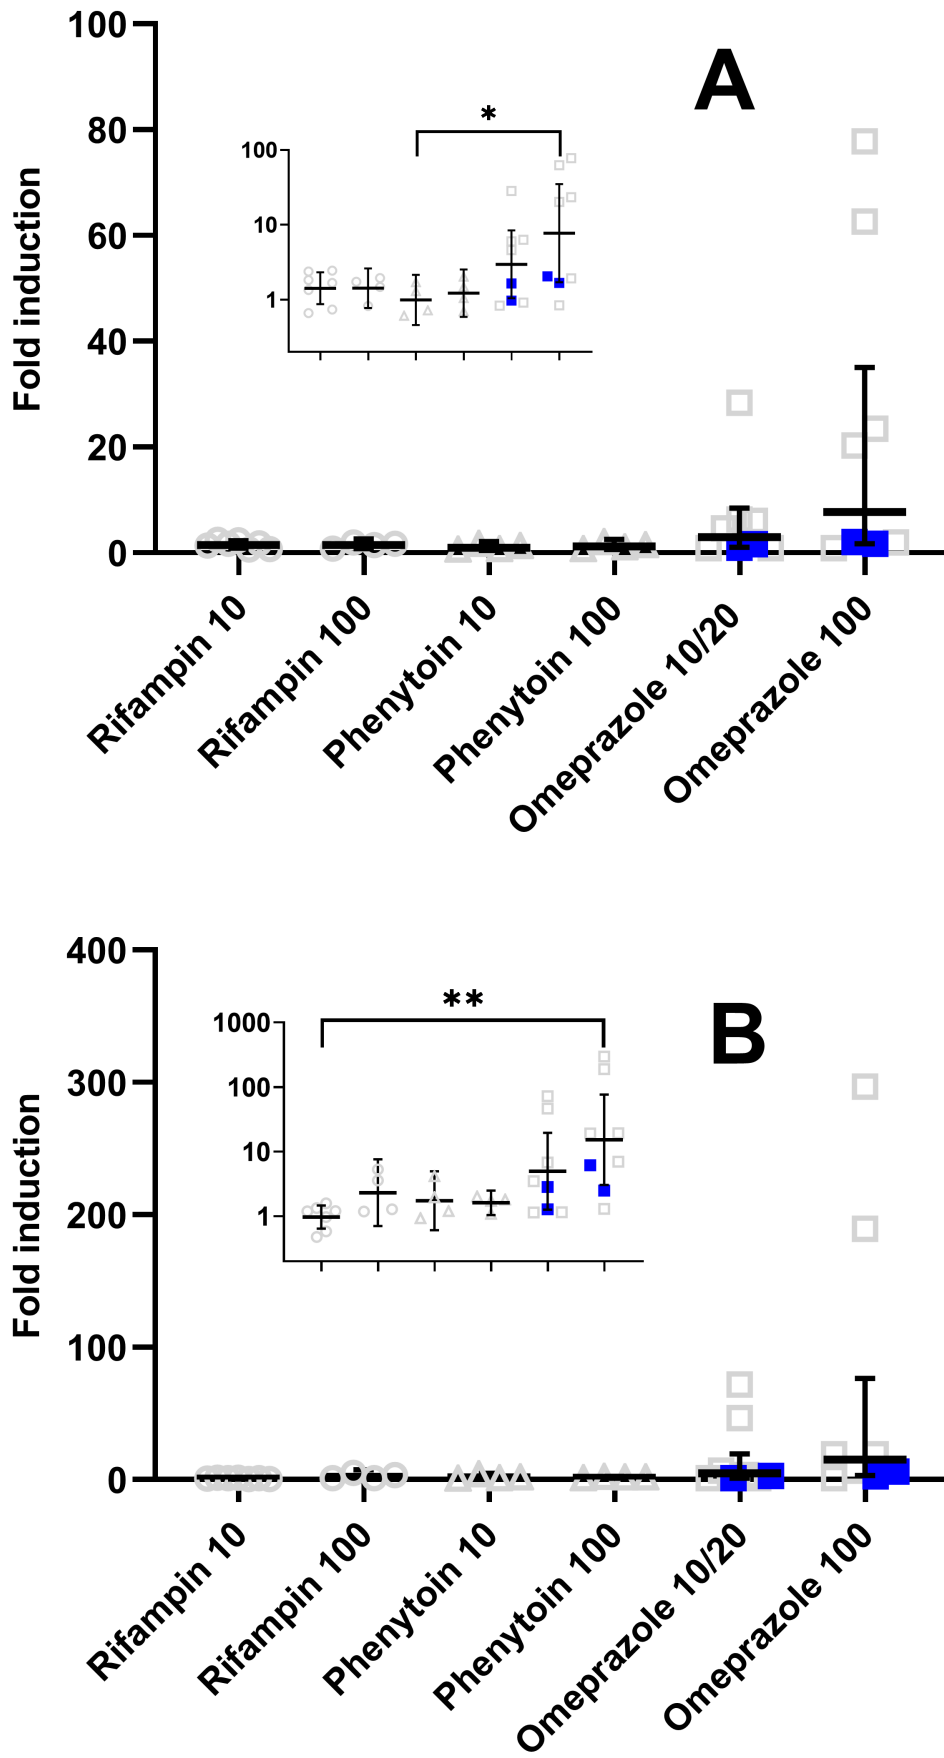 A
100
80
60
40
20
0
Fold induction
*
100
10
1
Rifampin 10
Rifampin 100
Phenytoin 10
Phenytoin 100
Omeprazole 10/20
Omeprazole 100
B
400
300
200
100
0
Fold induction
**
1000
100
10
1
Rifampin 10
Rifampin 100
Phenytoin 10
Phenytoin 100
Omeprazole 10/20
Omeprazole 100